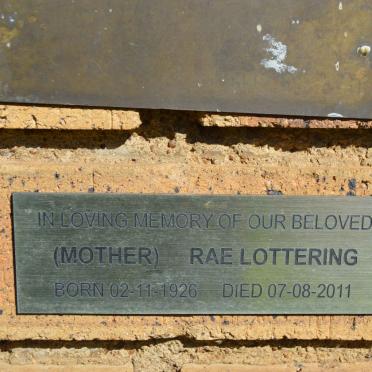 IN LOVING MEMORY OF OUR BELOVED
(MOTHER) RAE LOTTERING
BORN 02-11-1926 DIED 07-08-2011